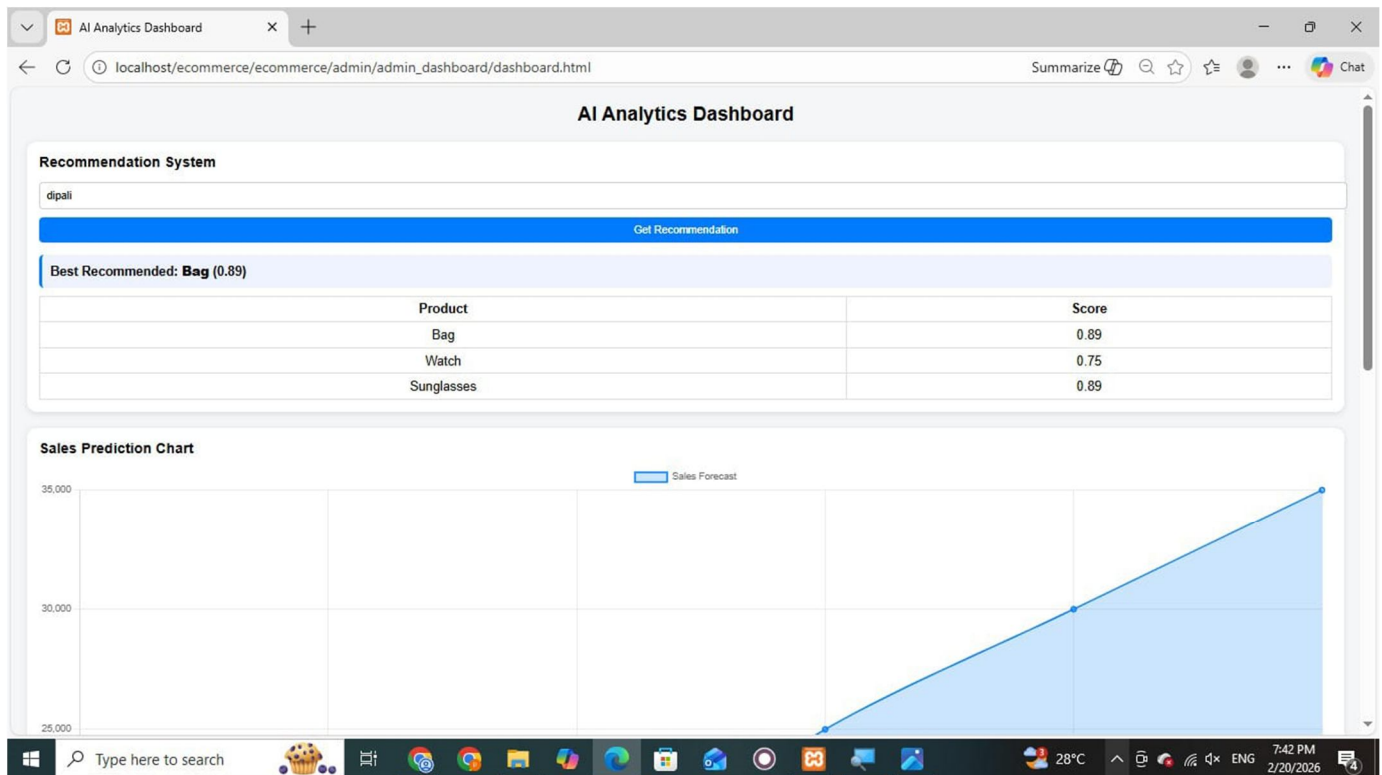 AI Analytics Dashboard
localhost/ecommerce/ecommerce/admin/admin_dashboard/dashboard.html
Summarize
Chat
AI Analytics Dashboard
Recommendation System
dipali
Get Recommendation
Best Recommended: Bag (0.89)
Product Score
Bag 0.89
Watch 0.75
Sunglasses 0.89
Sales Prediction Chart
Sales Forecast
35,000
30,000
25,000
Type here to search
28°C
ENG
7:42 PM
2/20/2026
3
4